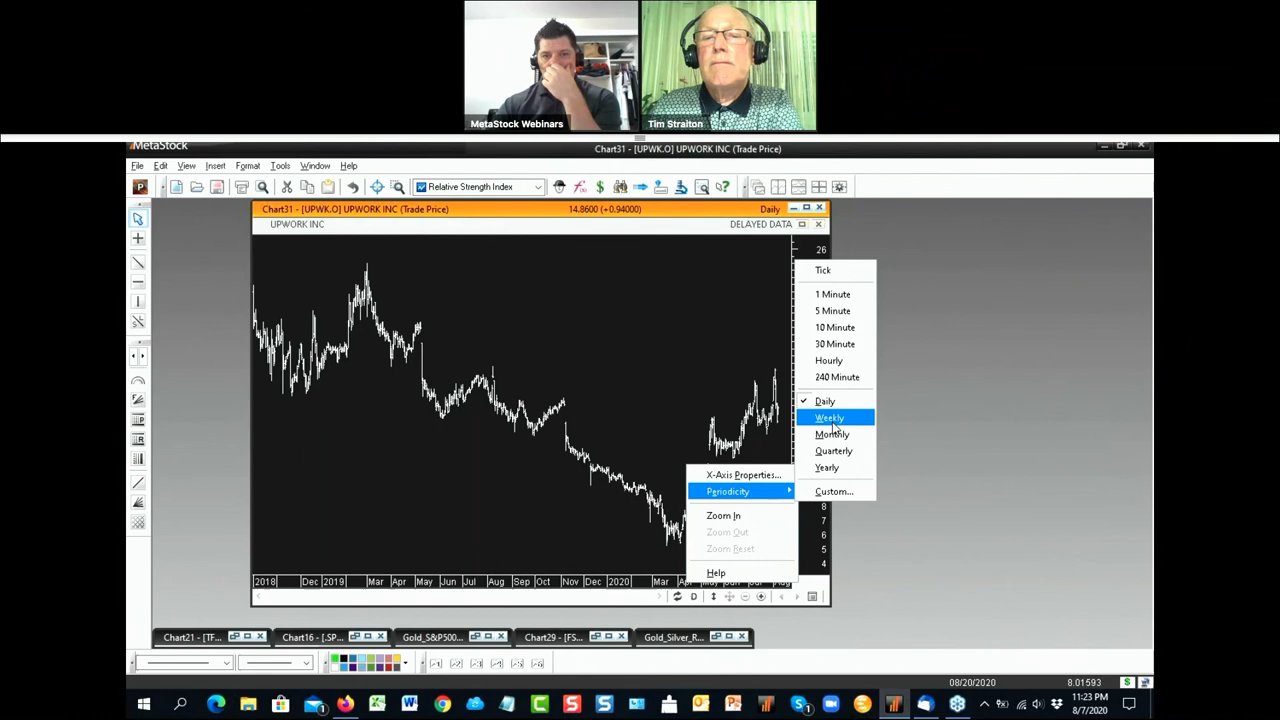 MetaStock Webinars
Tim Straiton
MetaStock
Chart31 - [UPWK.O] UPWORK INC (Trade Price)
File Edit View Insert Format Tools Window Help
P
Relative Strength Index
Chart31 - [UPWK.O] UPWORK INC (Trade Price) 14.8600 (+0.94000) Daily
UPWORK INC DELAYED DATA
26
Tick
1 Minute
5 Minute
10 Minute
30 Minute
Hourly
240 Minute
Daily
Weekly
Monthly
Quarterly
Yearly
Custom...
X-Axis Properties...
Periodicity
Zoom In
Zoom Out
Zoom Reset
Help
8
7
6
5
4
2018 Dec 2019 Mar Apr May Jun Jul Aug Sep Oct Nov Dec 2020 Mar
D
Chart21 - [TF... Chart16 - [.SP... Gold_S&P500... Chart29 - [FS... Gold_Silver_R...
08/20/2020 8.01593
11:23 PM
8/7/2020